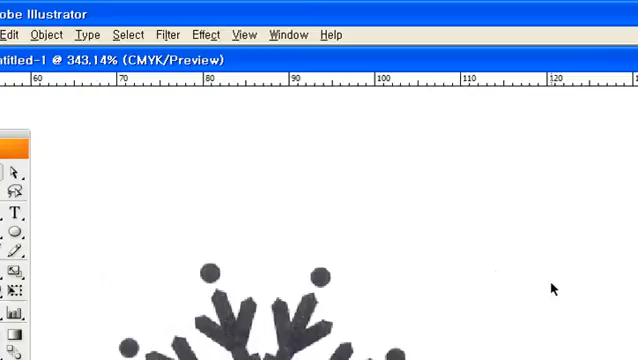 dobe Illustrator
Edit Object Type Select Filter Effect View Window Help
ntitled-1 @ 343.14% (CMYK/Preview)
60 70 80 90 100 110 120
T